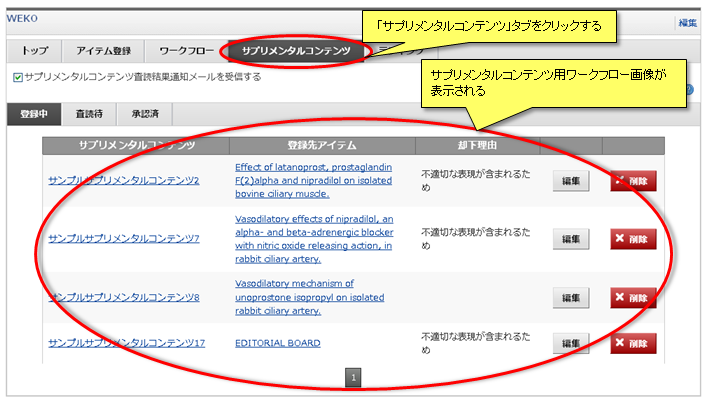 WEKO
編集
「サプリメンタルコンテンツ」タブをクリックする
トップ
アイテム登録
ワークフロー
サプリメンタルコンテンツ
サプリメンタルコンテンツ査読結果通知メールを受信する
サプリメンタルコンテンツ用ワークフロー画像が
表示される
登録中
査読待
承認済
サプリメンタルコンテンツ
登録先アイテム
却下理由
サンプルサプリメンタルコンテンツ2
Effect of latanoprost, prostaglandin
F(2)alpha and nipradilol on isolated
bovine ciliary muscle.
不適切な表現が含まれるた
め
編集
削除
サンプルサプリメンタルコンテンツ7
Vasodilatory effects of nipradilol, an
alpha- and beta-adrenergic blocker
with nitric oxide releasing action, in
rabbit ciliary artery.
不適切な表現が含まれるた
め
編集
削除
サンプルサプリメンタルコンテンツ8
Vasodilatory mechanism of
unoprostone isopropyl on isolated
rabbit ciliary artery.
編集
削除
サンプルサプリメンタルコンテンツ17
EDITORIAL BOARD
不適切な表現が含まれるた
め
編集
削除
1